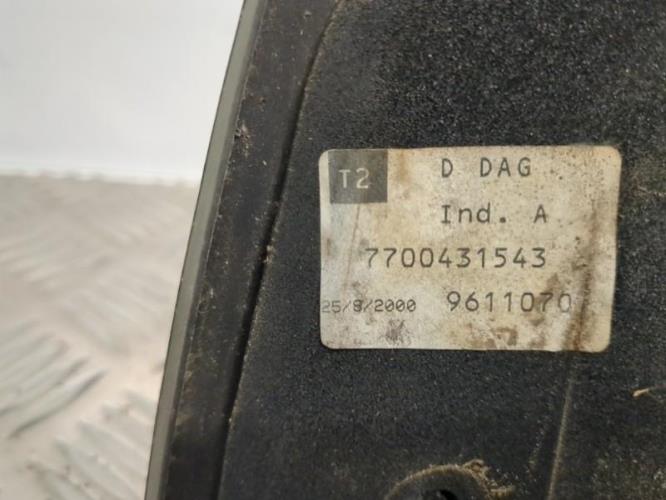 T2 D DAG
Ind. A
7700431543
25/8/2000 9611070